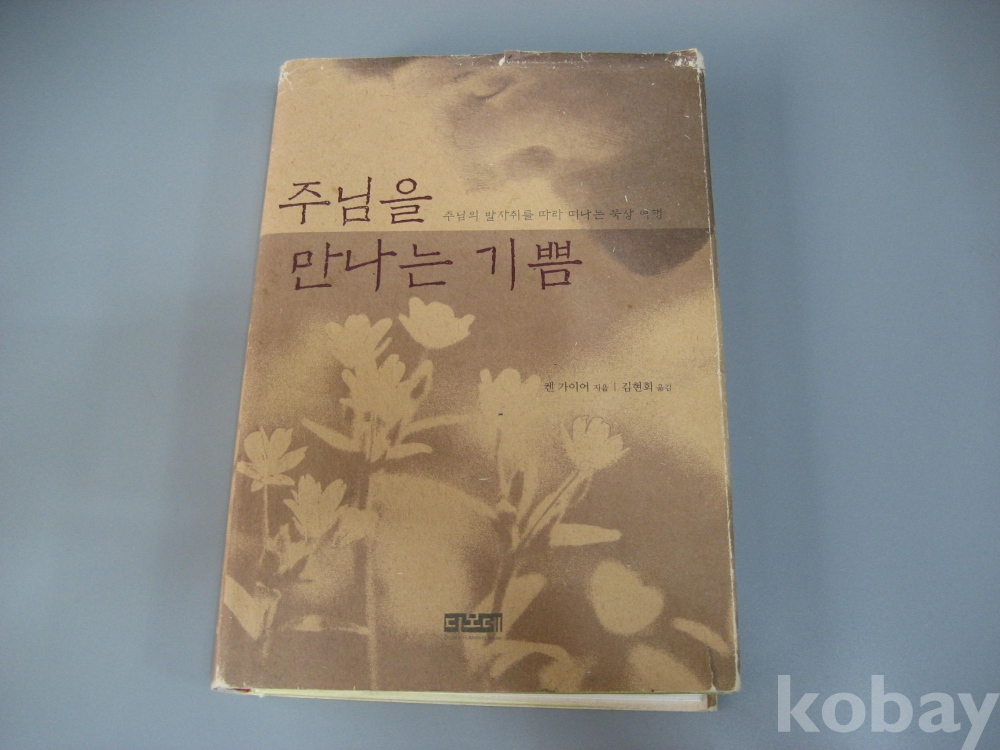 주님을
주님의 발자취를 따라 떠나는 묵상 여행
만나는 기쁨
켄 가이어 지음 | 김현회 옮김
디모데
kobay